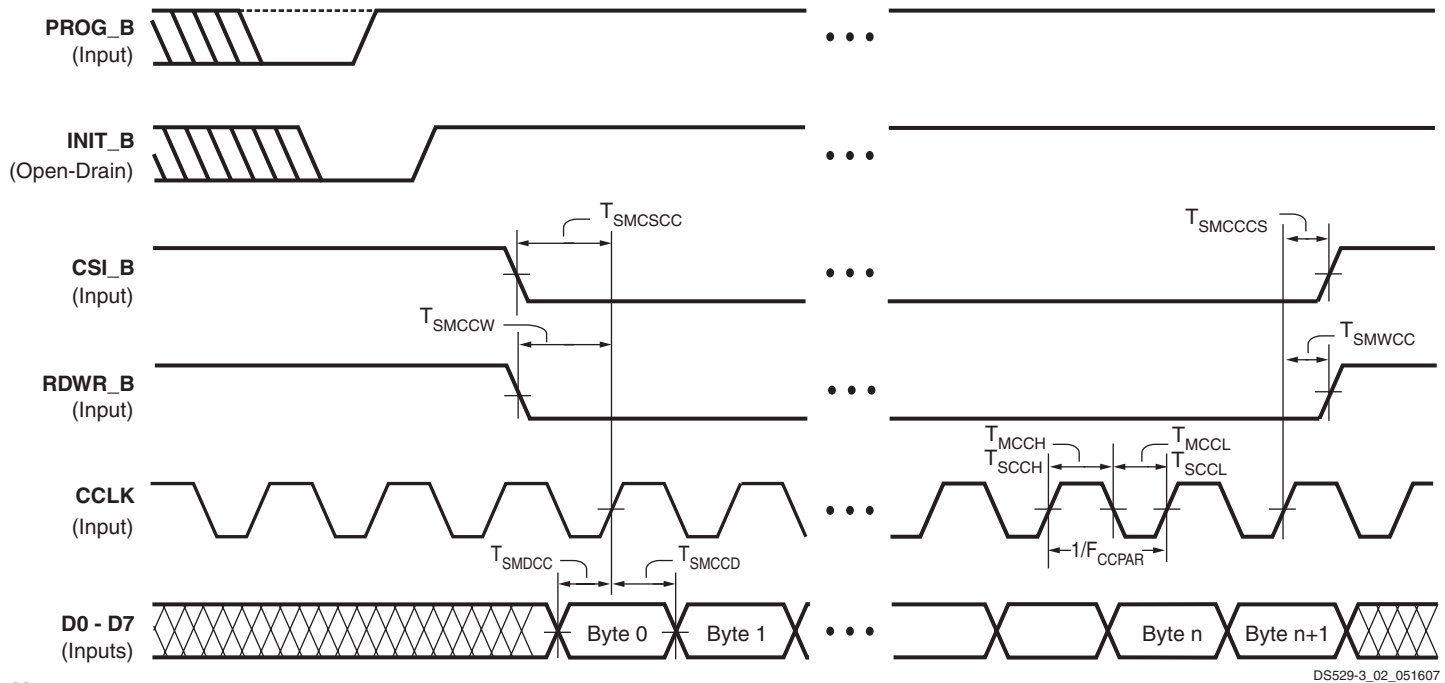 PROG_B
(Input)
INIT_B
(Open-Drain)
T_SMCSCC
T_SMCCCS
CSI_B
(Input)
T_SMCCW
T_SMWCC
RDWR_B
(Input)
T_MCCH
T_SCCH
T_MCCL
T_SCCL
CCLK
(Input)
1/F_CCPAR
T_SMDCC
T_SMCCD
D0 - D7
(Inputs)
Byte 0
Byte 1
Byte n
Byte n+1
DS529-3_02_051607